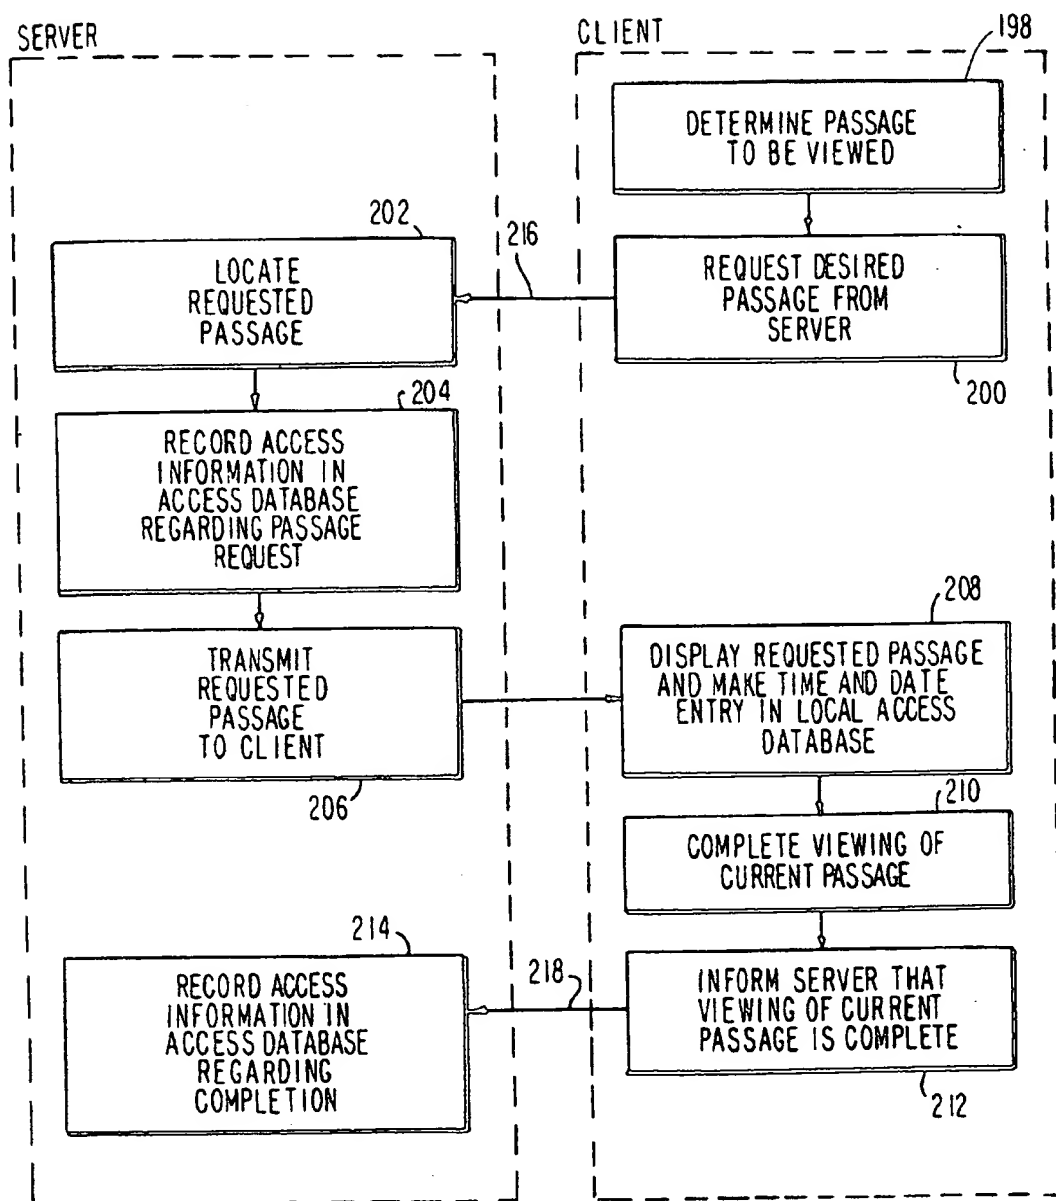 SERVER
CLIENT
198
DETERMINE PASSAGE
TO BE VIEWED
202
LOCATE
REQUESTED
PASSAGE
216
REQUEST DESIRED
PASSAGE FROM
SERVER
200
204
RECORD ACCESS
INFORMATION IN
ACCESS DATABASE
REGARDING PASSAGE
REQUEST
TRANSMIT
REQUESTED
PASSAGE
TO CLIENT
206
208
DISPLAY REQUESTED PASSAGE
AND MAKE TIME AND DATE
ENTRY IN LOCAL ACCESS
DATABASE
210
COMPLETE VIEWING OF
CURRENT PASSAGE
214
RECORD ACCESS
INFORMATION IN
ACCESS DATABASE
REGARDING
COMPLETION
218
INFORM SERVER THAT
VIEWING OF CURRENT
PASSAGE IS COMPLETE
212